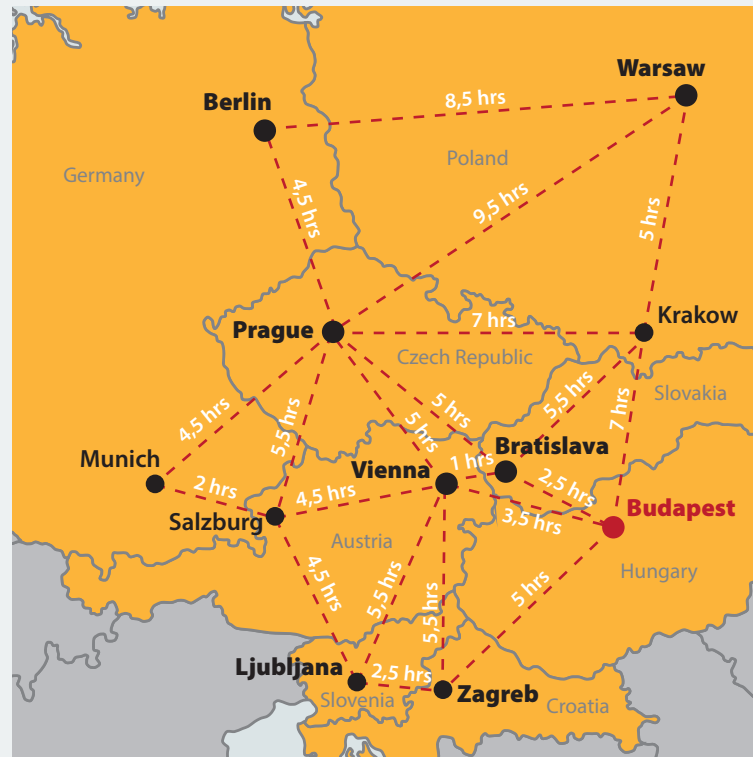 Warsaw
8,5 hrs
Berlin
Poland
Germany
4,5 hrs
9,5 hrs
5 hrs
Krakow
Prague
7 hrs
Czech Republic
Slovakia
5,5 hrs
4,5 hrs
5,5 hrs
5 hrs
5 hrs
7 hrs
Munich
Bratislava
1 hrs
Vienna
2 hrs
4,5 hrs
2,5 hrs
Budapest
3,5 hrs
Salzburg
Austria
Hungary
4,5 hrs
5,5 hrs
5,5 hrs
5 hrs
Ljubljana
2,5 hrs
Zagreb
Slovenia
Croatia